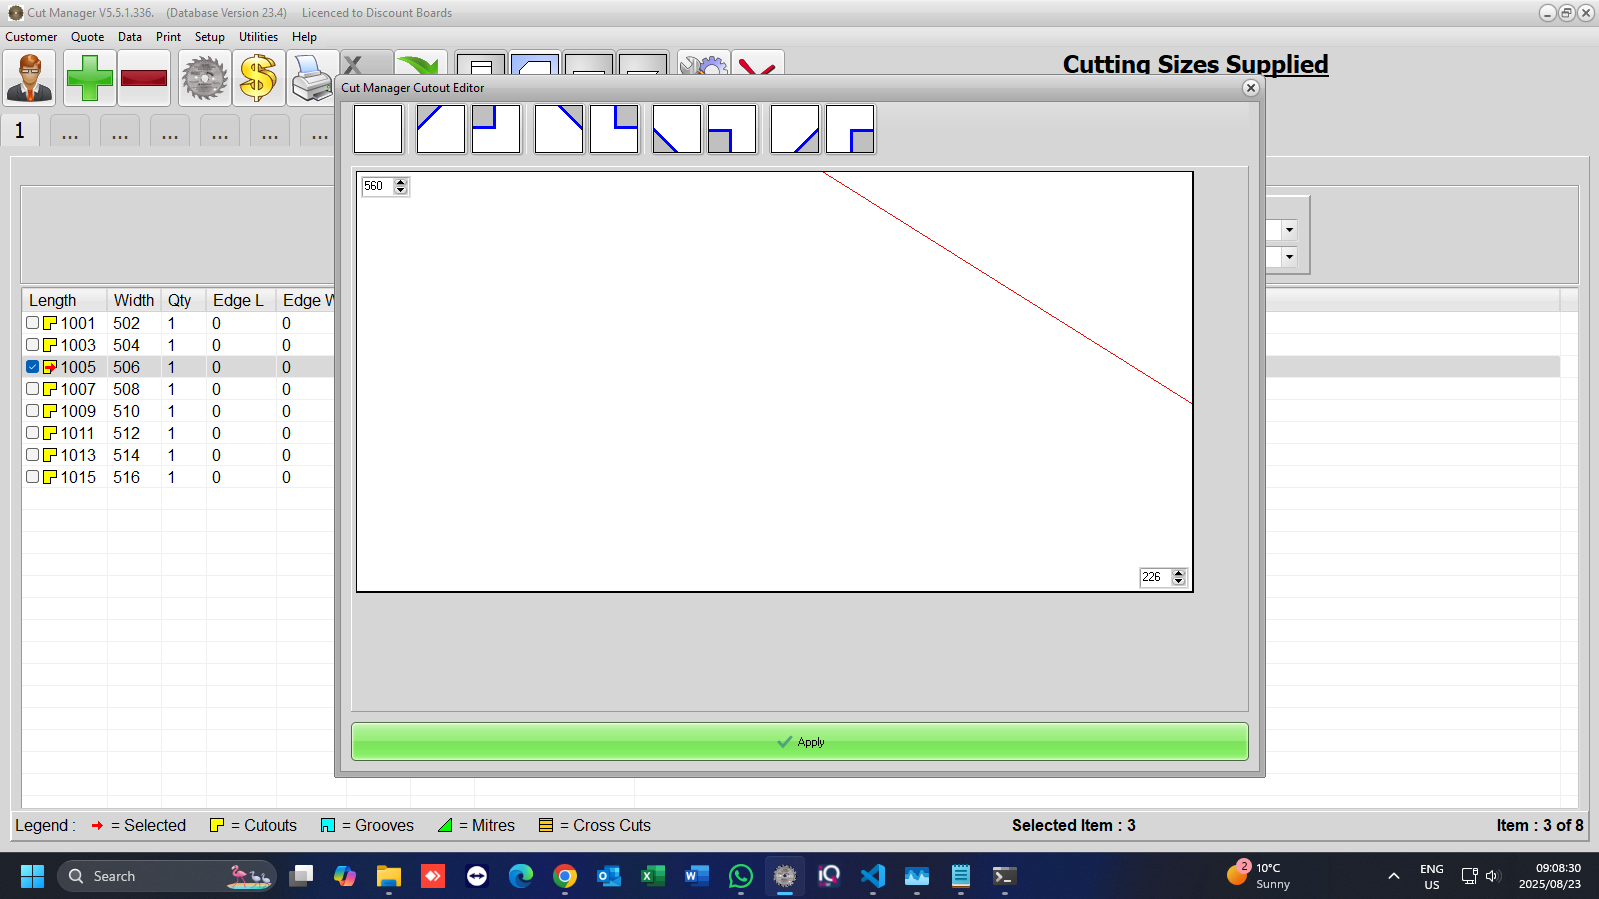 Cut Manager V5.5.1.336. (Database Version 23.4) Licenced to Discount Boards
Customer Quote Data Print Setup Utilities Help
Cutting Sizes Supplied
Cut Manager Cutout Editor
1 ... ... ... ... ... ...
560
Length Width Qty Edge L Edge W
1001 502 1 0 0
1003 504 1 0 0
1005 506 1 0 0
1007 508 1 0 0
1009 510 1 0 0
1011 512 1 0 0
1013 514 1 0 0
1015 516 1 0 0
226
Apply
Legend : = Selected = Cutouts = Grooves = Mitres = Cross Cuts Selected Item : 3 Item : 3 of 8
Search
2
10°C
Sunny
ENG
US
09:08:30
2025/08/23